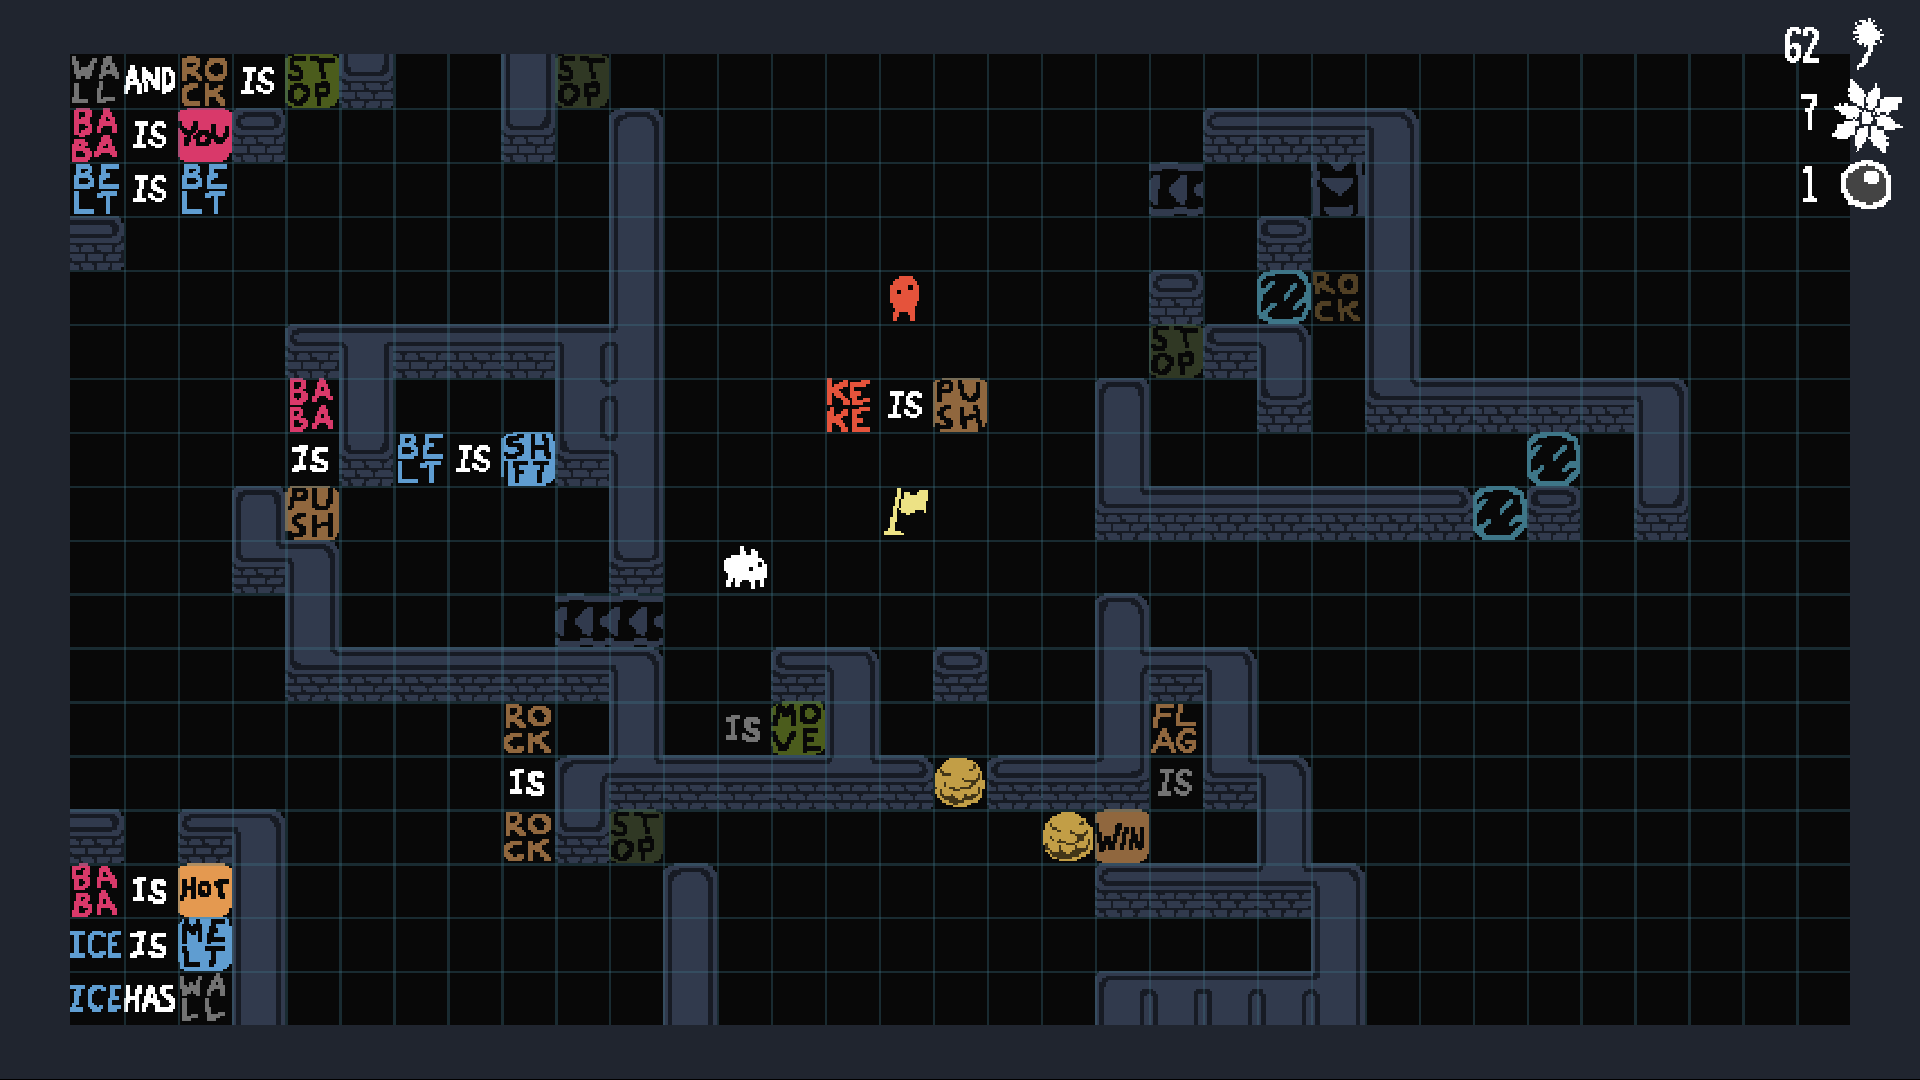 62
WALL AND ROCK IS STOP STOP
7
BABA IS YOU
BELT IS BELT
1
ROCK
STOP
BABA KEKE IS PUSH
IS BELT IS SHIFT
PUSH
ROCK IS MOVE FLAG
IS IS
ROCK STOP WIN
BABA IS HOT
ICE IS MELT
ICE HAS WALL